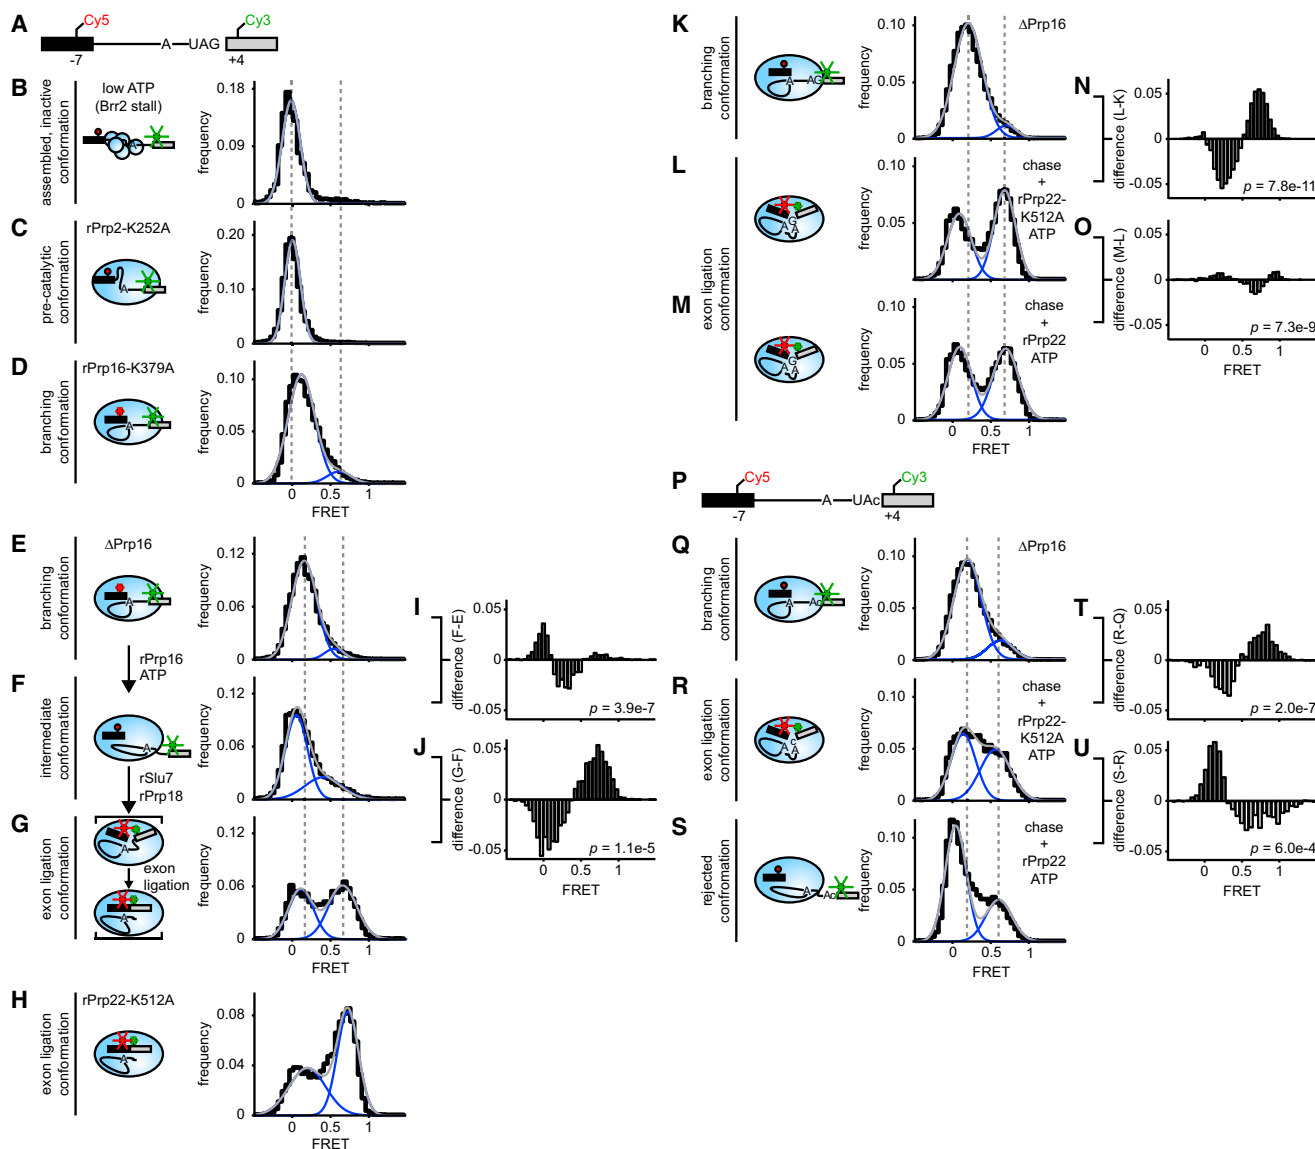 A
Cy5
Cy3
A
UAG
-7
+4
B
assembled, inactive
conformation
low ATP
(Brr2 stall)
A
frequency
0.18
0.09
0
C
pre-catalytic
conformation
rPrp2-K252A
A
frequency
0.20
0.10
0
D
branching
conformation
rPrp16-K379A
A
frequency
0.10
0.05
0
0
0.5
1
FRET
E
branching
conformation
ΔPrp16
A
frequency
0.12
0.06
0
rPrp16
ATP
F
intermediate
conformation
A
frequency
0.12
0.06
0
rSlu7
rPrp18
G
exon ligation
conformation
A
exon
ligation
A
frequency
0.12
0.06
0
0
0.5
1
FRET
H
exon ligation
conformation
rPrp22-K512A
A
frequency
0.08
0.04
0
0
0.5
1
FRET
I
difference (F-E)
0.05
0
-0.05
p = 3.9e-7
J
difference (G-F)
0.05
0
-0.05
p = 1.1e-5
0
0.5
1
FRET
K
branching
conformation
A
AG
frequency
0.10
0.05
0
ΔPrp16
L
exon ligation
conformation
A
G
A
frequency
0.10
0.05
0
chase
+
rPrp22-
K512A
ATP
M
A
G
A
frequency
0.10
0.05
0
chase
+
rPrp22
ATP
0
0.5
1
FRET
N
difference (L-K)
0.05
0
-0.05
p = 7.8e-11
O
difference (M-L)
0.05
0
-0.05
p = 7.3e-9
0
0.5
1
FRET
P
Cy5
Cy3
A
UAc
-7
+4
Q
branching
conformation
A
Ac
frequency
0.10
0.05
0
ΔPrp16
R
exon ligation
conformation
A
c
A
frequency
0.10
0.05
0
chase
+
rPrp22-
K512A
ATP
S
rejected
confromation
A
Ac
frequency
0.10
0.05
0
chase
+
rPrp22
ATP
0
0.5
1
FRET
T
difference (R-Q)
0.05
0
-0.05
p = 2.0e-7
U
difference (S-R)
0.05
0
-0.05
p = 6.0e-4
0
0.5
1
FRET